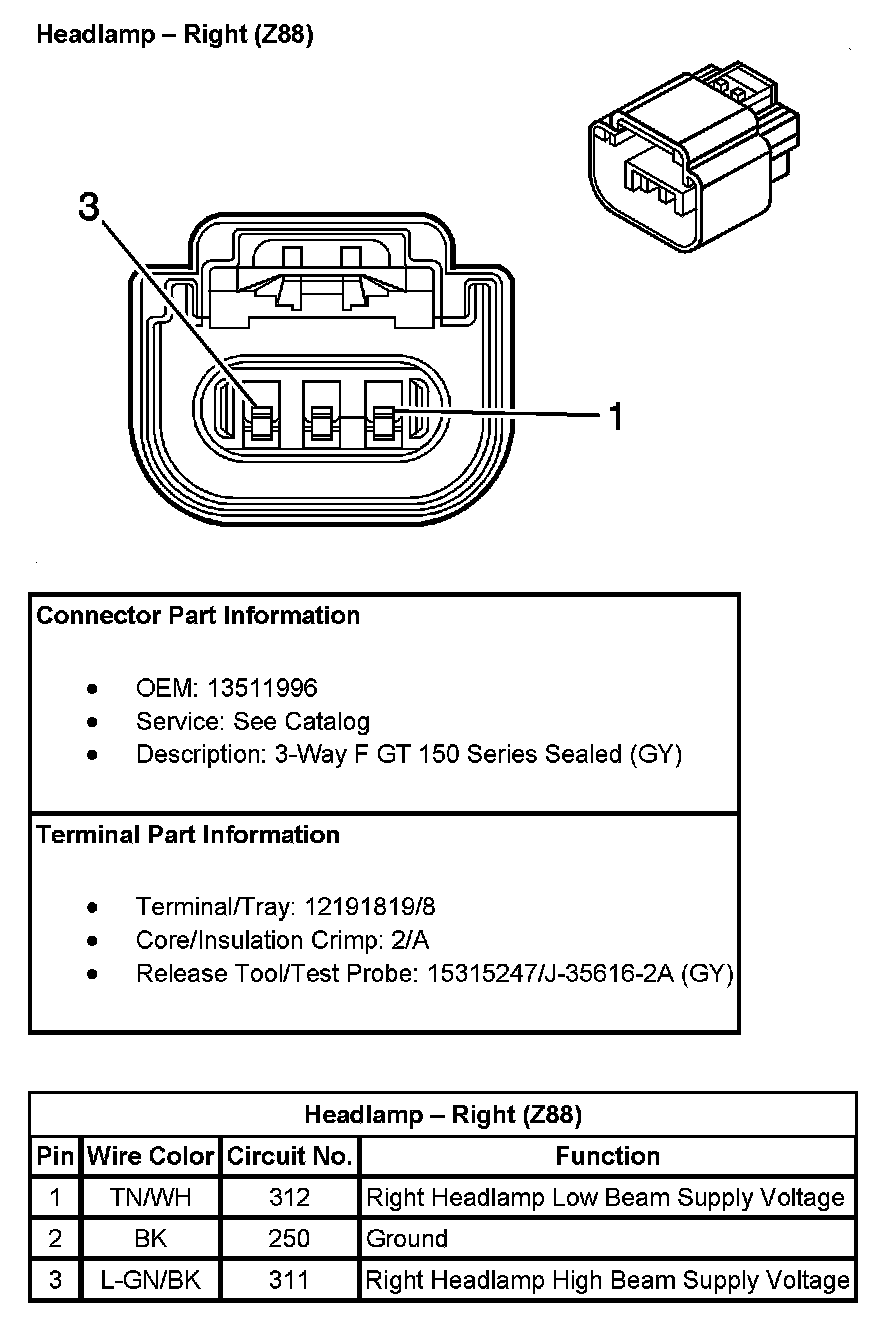 Headlamp – Right (Z88)
3
1
Connector Part Information
• OEM: 13511996
• Service: See Catalog
• Description: 3-Way F GT 150 Series Sealed (GY)
Terminal Part Information
• Terminal/Tray: 12191819/8
• Core/Insulation Crimp: 2/A
• Release Tool/Test Probe: 15315247/J-35616-2A (GY)
Headlamp – Right (Z88)
Pin Wire Color Circuit No. Function
1 TN/WH 312 Right Headlamp Low Beam Supply Voltage
2 BK 250 Ground
3 L-GN/BK 311 Right Headlamp High Beam Supply Voltage